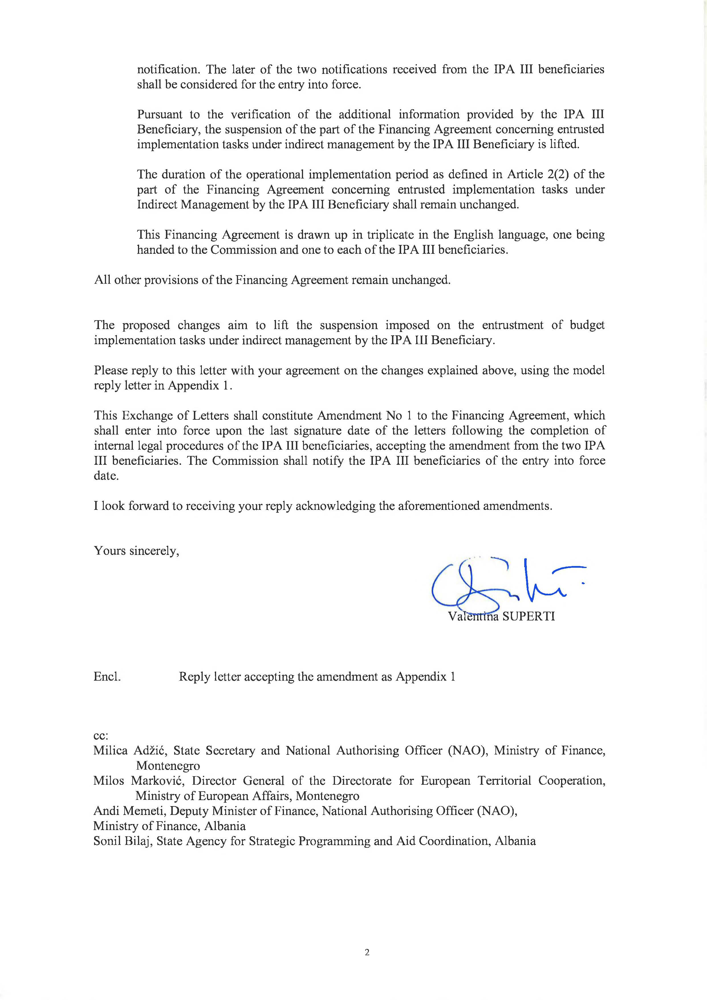 notification. The later of the two notifications received from the IPA III beneficiaries
shall be considered for the entry into force.
Pursuant to the verification of the additional information provided by the IPA III
Beneficiary, the suspension of the part of the Financing Agreement concerning entrusted
implementation tasks under indirect management by the IPA III Beneficiary is lifted.
The duration of the operational implementation period as defined in Article 2(2) of the
part of the Financing Agreement concerning entrusted implementation tasks under
Indirect Management by the IPA III Beneficiary shall remain unchanged.
This Financing Agreement is drawn up in triplicate in the English language, one being
handed to the Commission and one to each of the IPA III beneficiaries.
All other provisions of the Financing Agreement remain unchanged.
The proposed changes aim to lift the suspension imposed on the entrustment of budget
implementation tasks under indirect management by the IPA III Beneficiary.
Please reply to this letter with your agreement on the changes explained above, using the model
reply letter in Appendix 1.
This Exchange of Letters shall constitute Amendment No 1 to the Financing Agreement, which
shall enter into force upon the last signature date of the letters following the completion of
internal legal procedures of the IPA III beneficiaries, accepting the amendment from the two IPA
III beneficiaries. The Commission shall notify the IPA III beneficiaries of the entry into force
date.
I look forward to receiving your reply acknowledging the aforementioned amendments.
Yours sincerely,
Valentina SUPERTI
Encl. Reply letter accepting the amendment as Appendix 1
cc:
Milica Adžić, State Secretary and National Authorising Officer (NAO), Ministry of Finance,
Montenegro
Milos Marković, Director General of the Directorate for European Territorial Cooperation,
Ministry of European Affairs, Montenegro
Andi Memeti, Deputy Minister of Finance, National Authorising Officer (NAO),
Ministry of Finance, Albania
Sonil Bilaj, State Agency for Strategic Programming and Aid Coordination, Albania
2